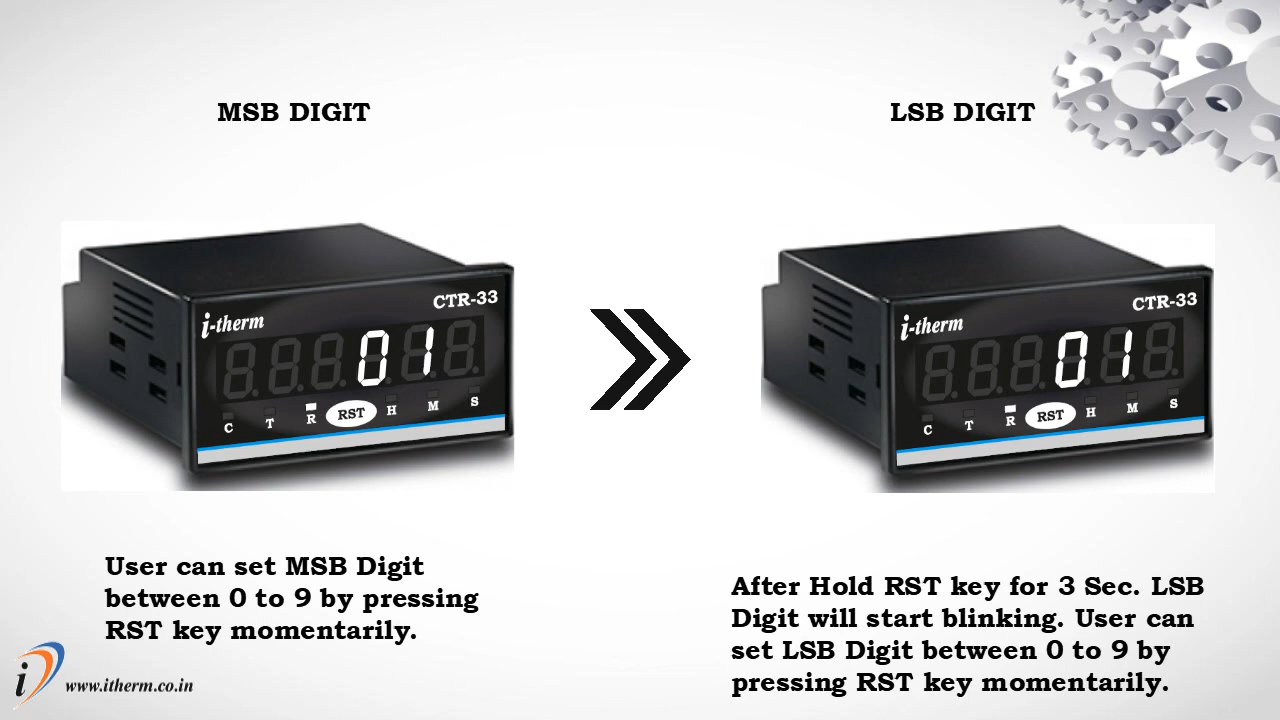 MSB DIGIT
LSB DIGIT
CTR-33
i-therm
01
C T R RST H M S
CTR-33
i-therm
01
C T R RST H M S
User can set MSB Digit
between 0 to 9 by pressing
RST key momentarily.
After Hold RST key for 3 Sec. LSB
Digit will start blinking. User can
set LSB Digit between 0 to 9 by
pressing RST key momentarily.
i www.itherm.co.in